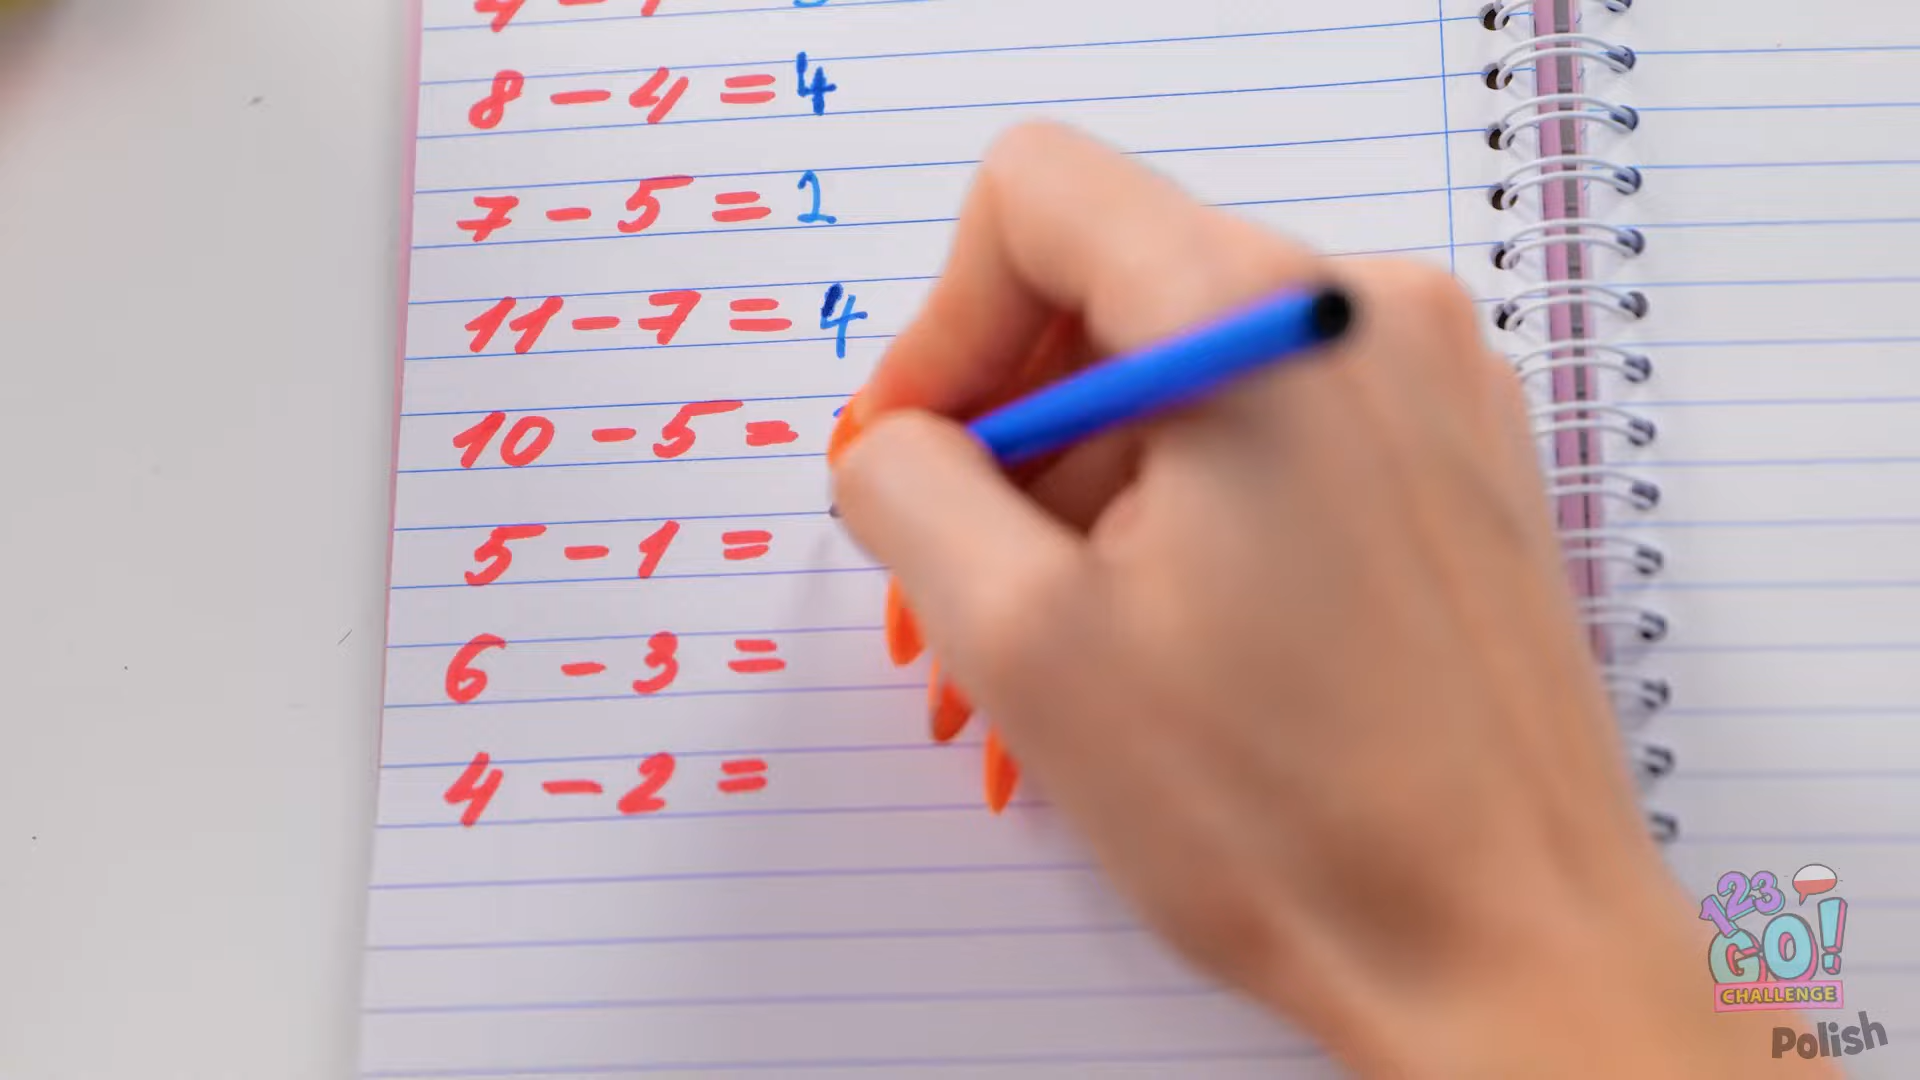 8 - 4 = 4
7 - 5 = 2
11 - 7 = 4
10 - 5 =
5 - 1 =
6 - 3 =
4 - 2 =
123
GO!
CHALLENGE
Polish